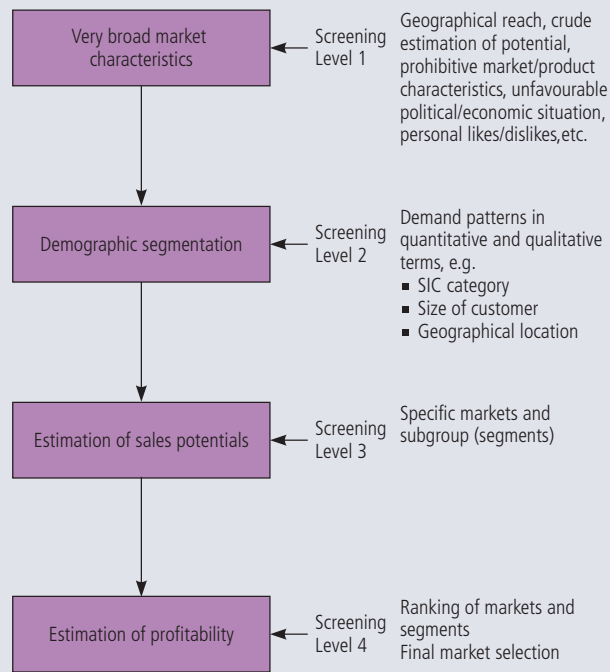 Very broad market
characteristics
Screening
Level 1
Geographical reach, crude
estimation of potential,
prohibitive market/product
characteristics, unfavourable
political/economic situation,
personal likes/dislikes,etc.
Demographic segmentation
Screening
Level 2
Demand patterns in
quantitative and qualitative
terms, e.g.
▪ SIC category
▪ Size of customer
▪ Geographical location
Estimation of sales potentials
Screening
Level 3
Specific markets and
subgroup (segments)
Estimation of profitability
Screening
Level 4
Ranking of markets and
segments
Final market selection